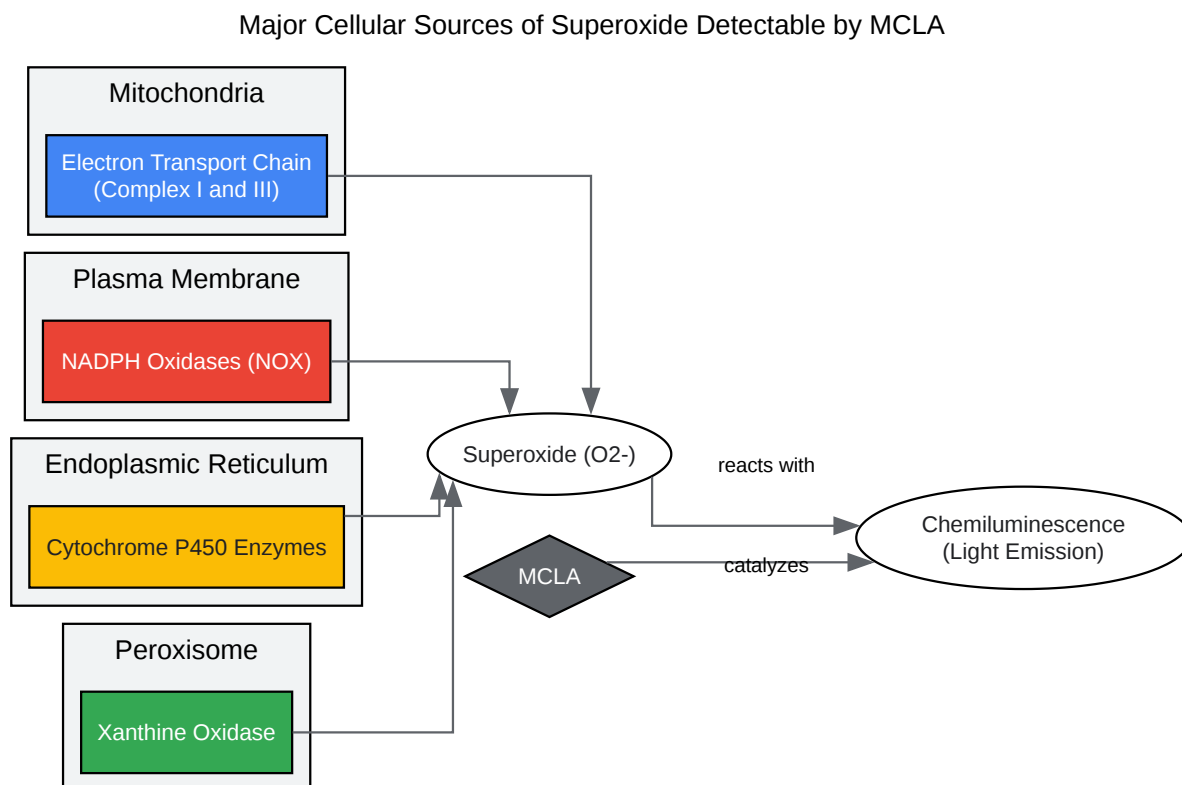 Major Cellular Sources of Superoxide Detectable by MCLA
Mitochondria
Electron Transport Chain
(Complex I and III)
Plasma Membrane
NADPH Oxidases (NOX)
Endoplasmic Reticulum
Cytochrome P450 Enzymes
Peroxisome
Xanthine Oxidase
Superoxide (O2-)
MCLA
reacts with
catalyzes
Chemiluminescence
(Light Emission)